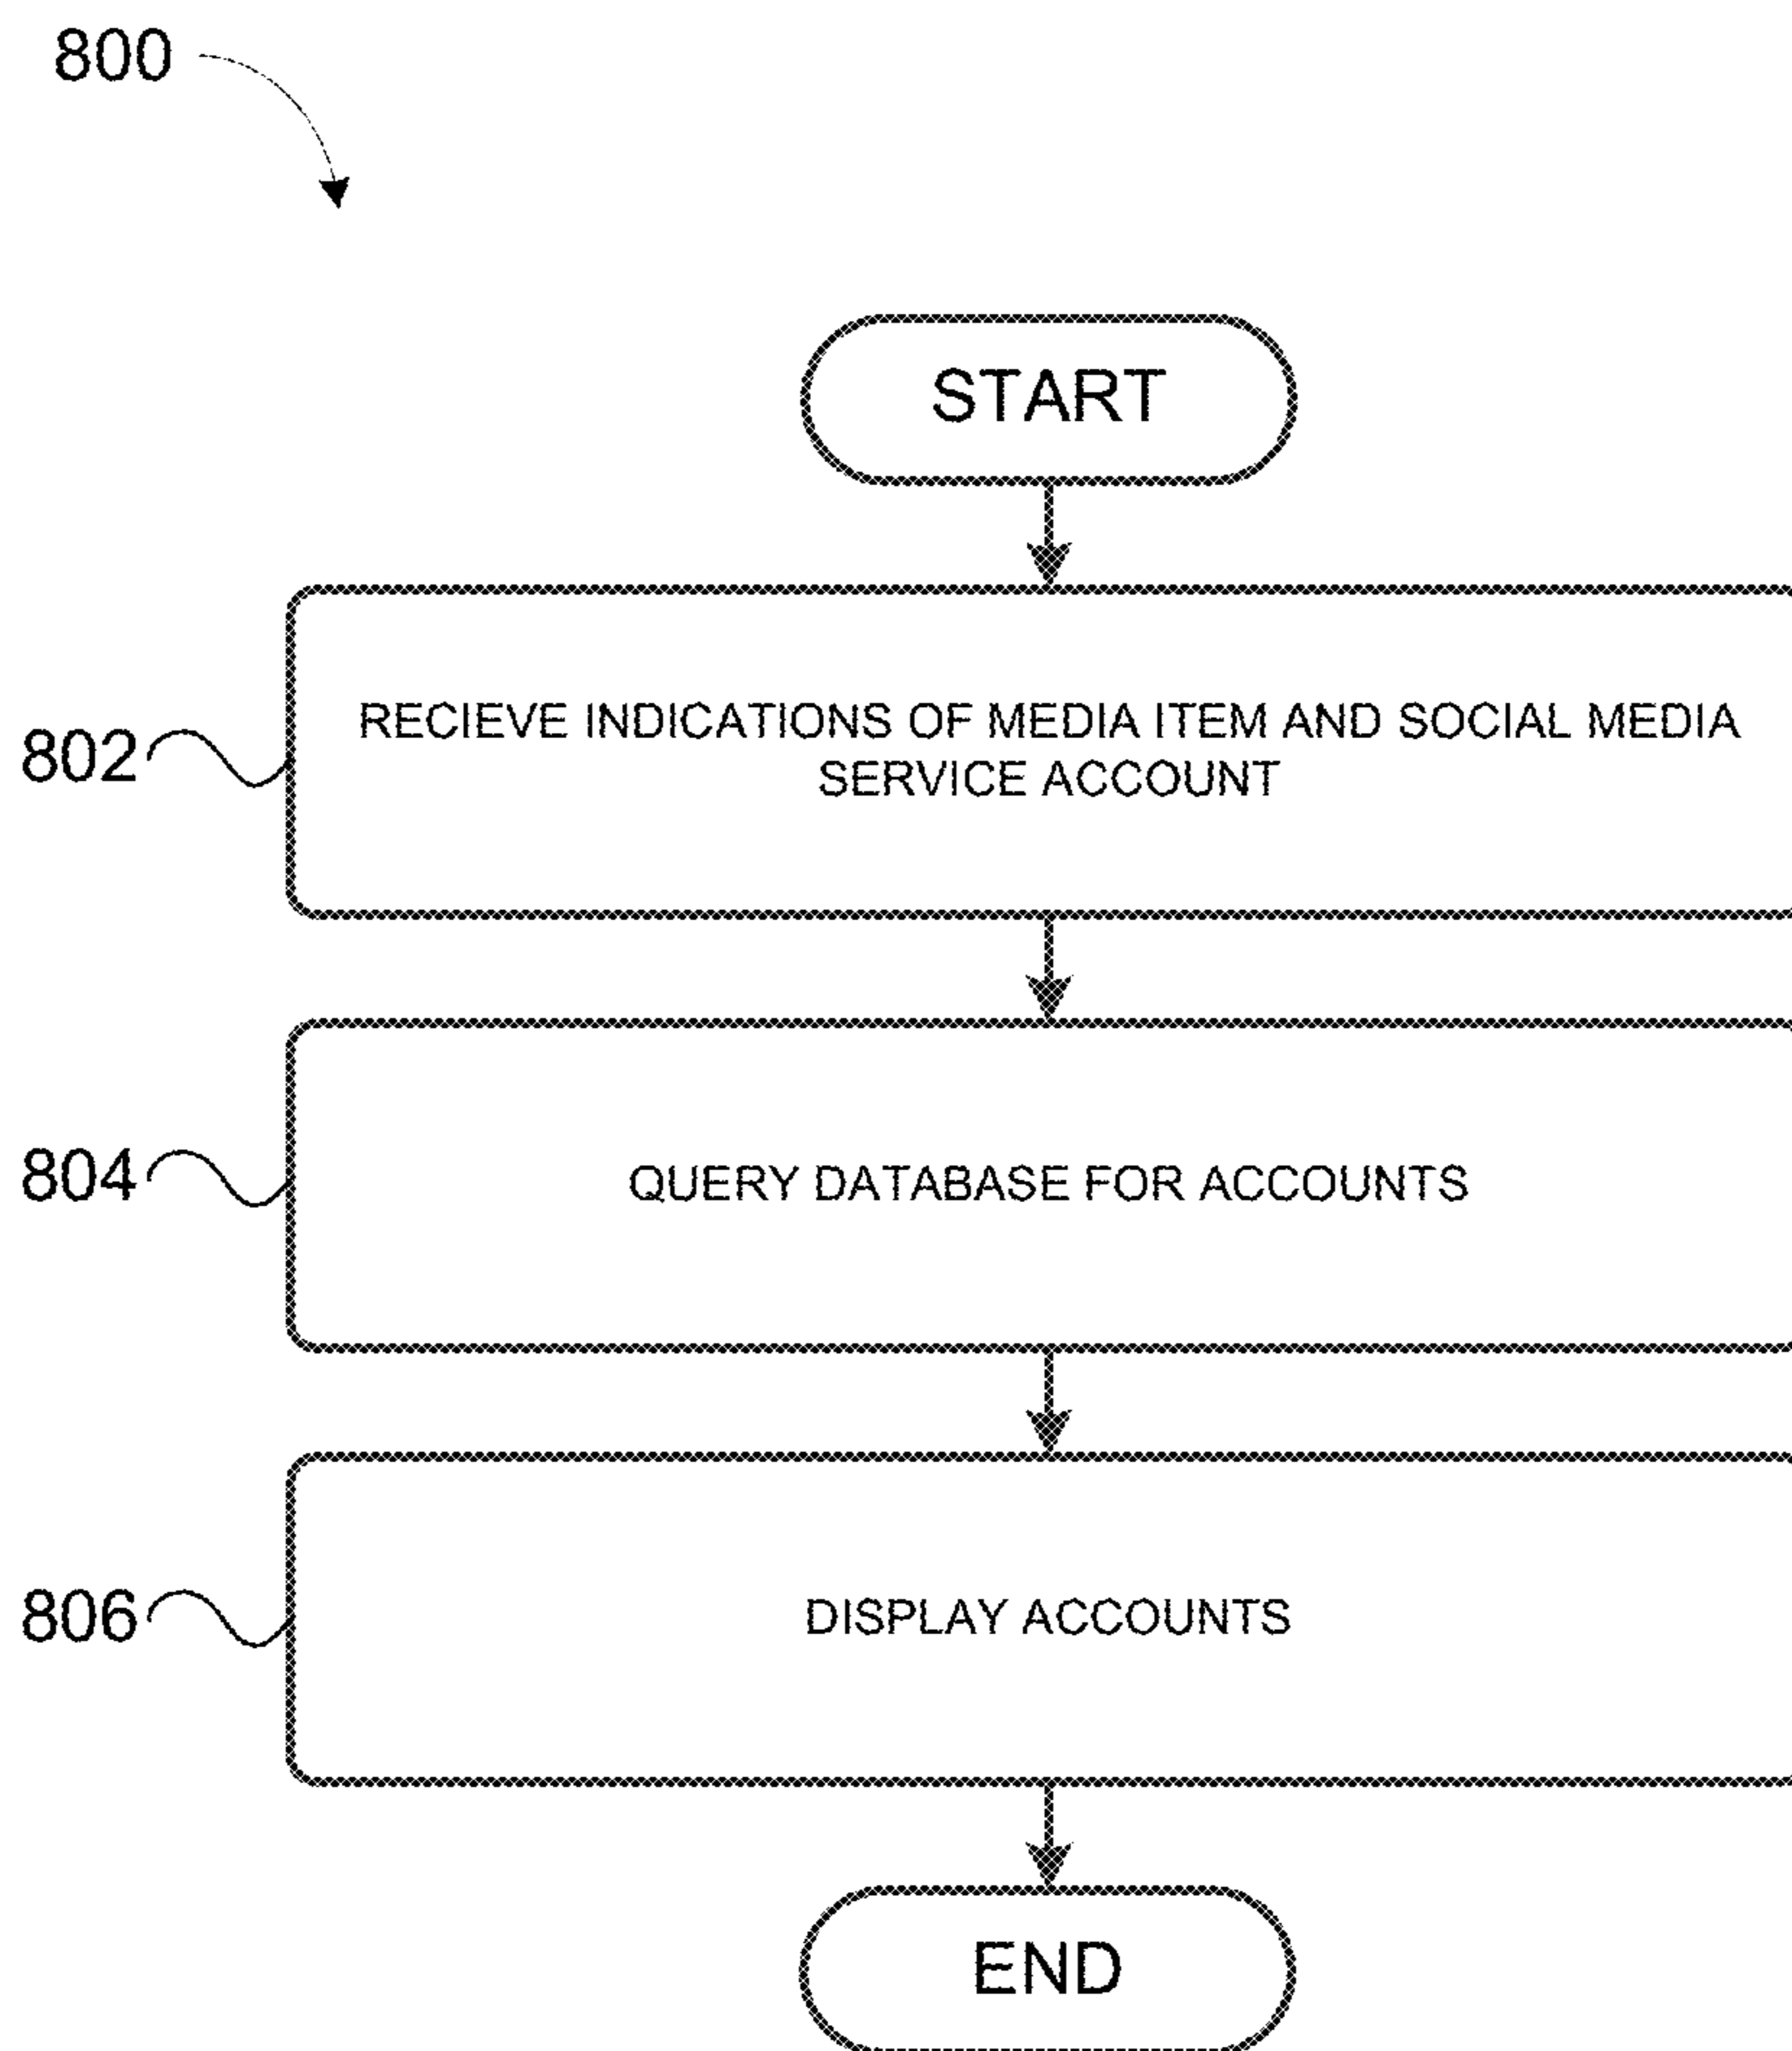 800
START
802
RECIEVE INDICATIONS OF MEDIA ITEM AND SOCIAL MEDIA
SERVICE ACCOUNT
804
QUERY DATABASE FOR ACCOUNTS
806
DISPLAY ACCOUNTS
END